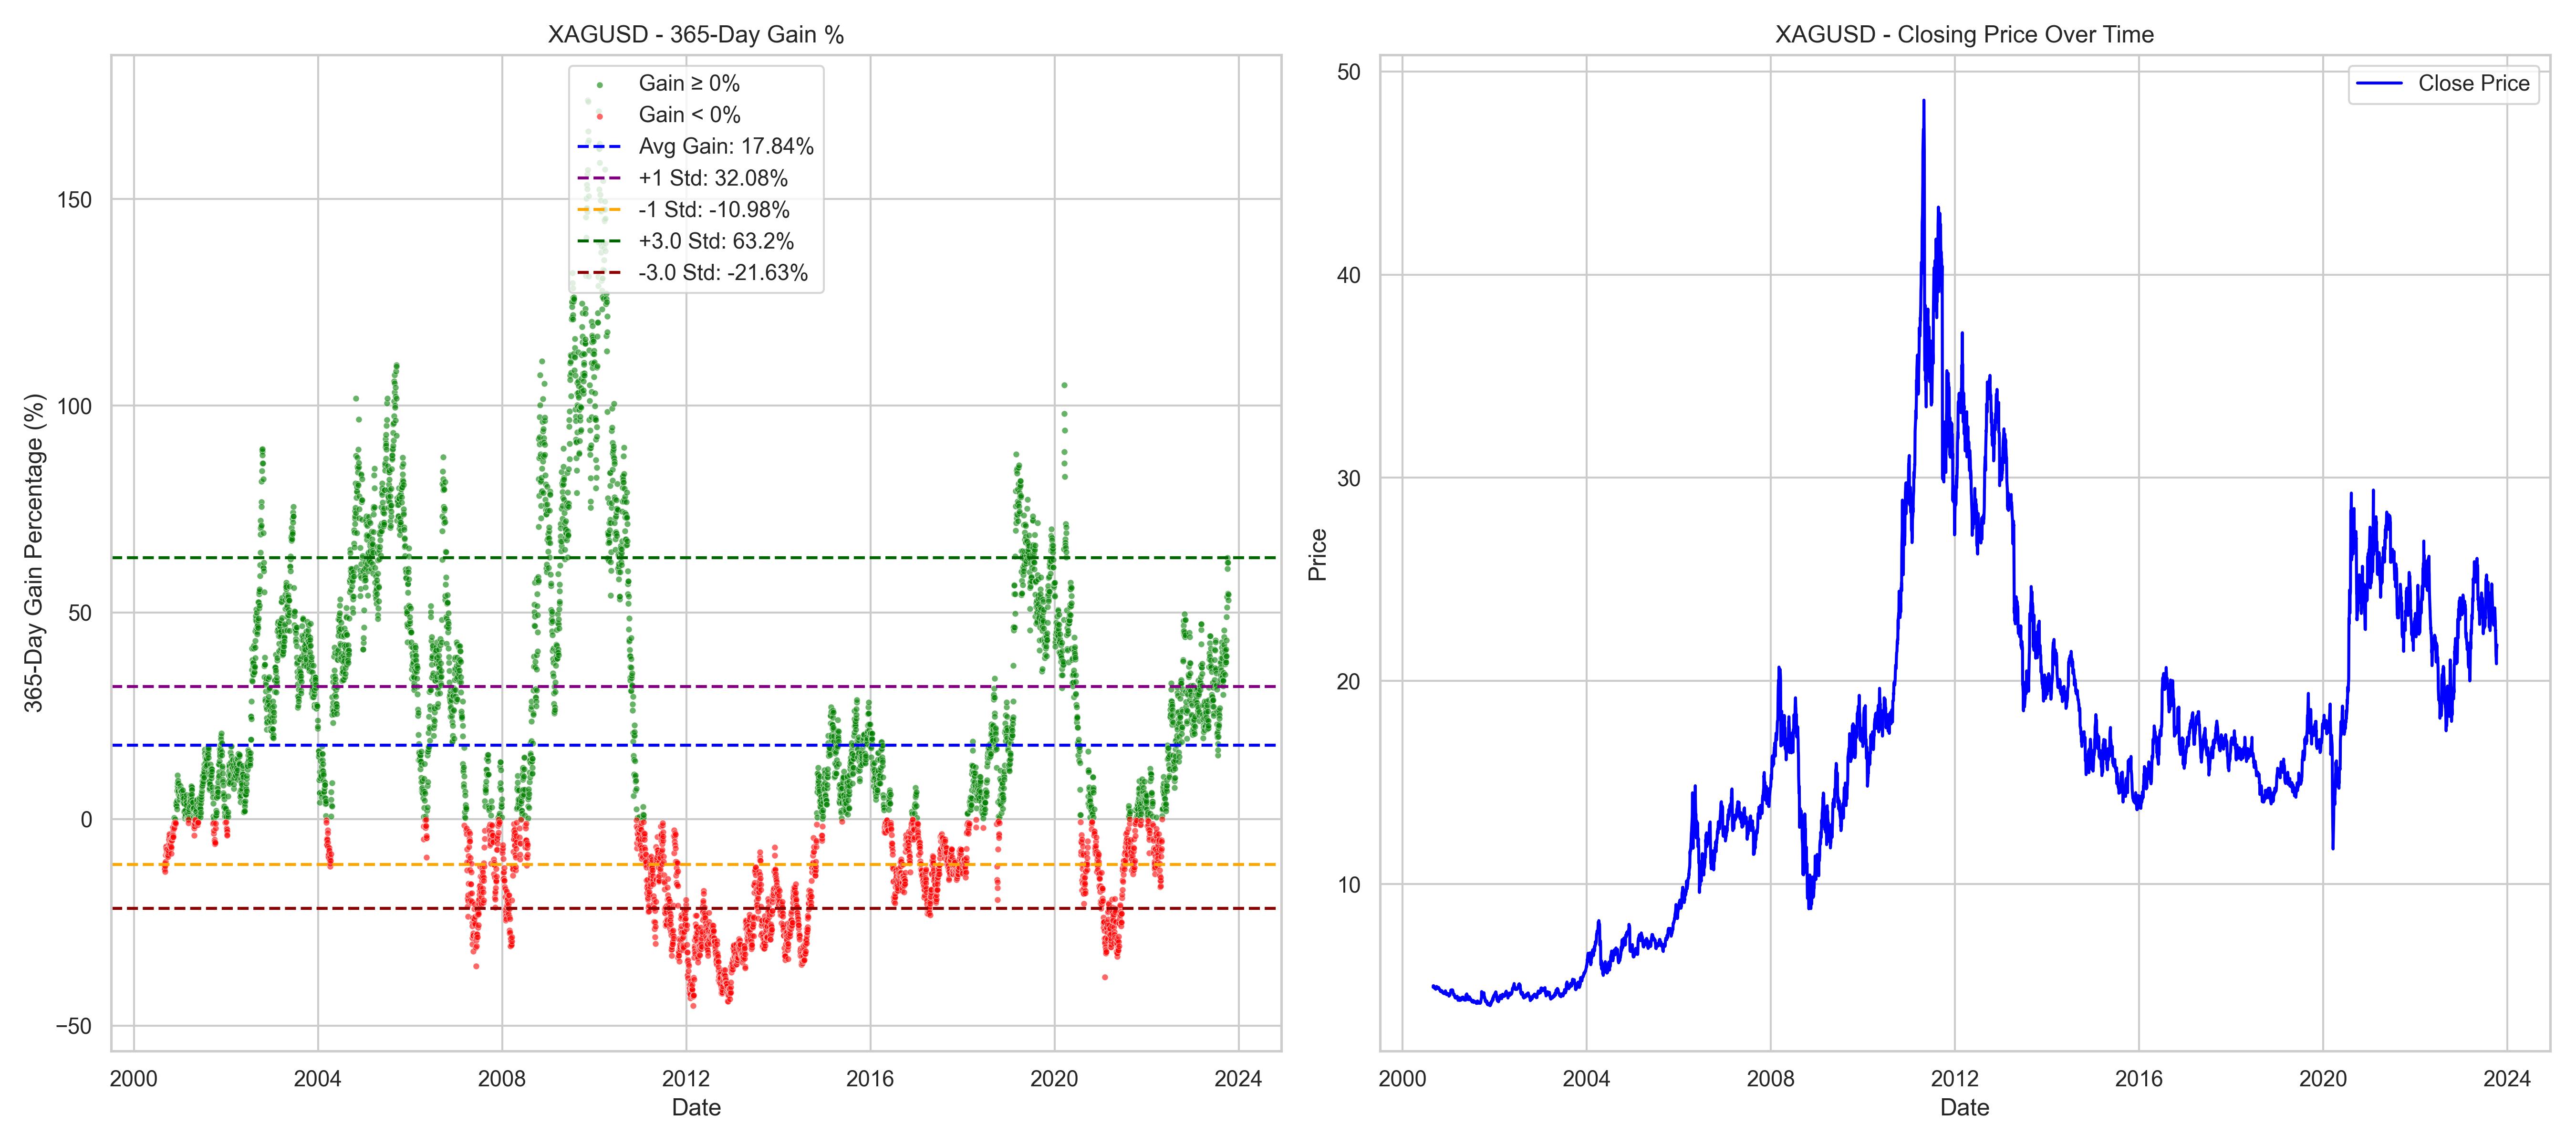 XAGUSD - 365-Day Gain %
365-Day Gain Percentage (%)
150
100
50
0
−50
Gain ≥ 0%
Gain < 0%
Avg Gain: 17.84%
+1 Std: 32.08%
-1 Std: -10.98%
+3.0 Std: 63.2%
-3.0 Std: -21.63%
2000 2004 2008 2012 2016 2020 2024
Date
XAGUSD - Closing Price Over Time
Price
50
40
30
20
10
Close Price
2000 2004 2008 2012 2016 2020 2024
Date